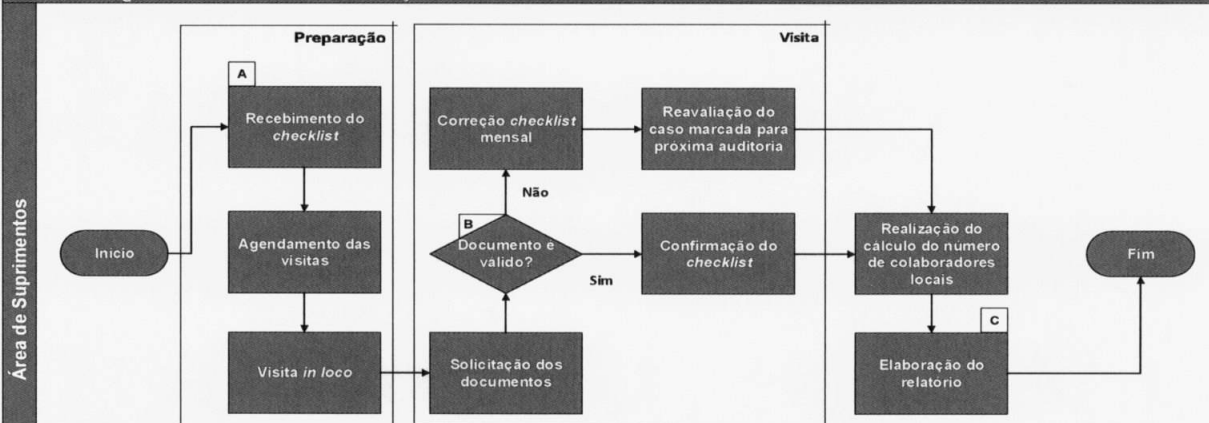 Preparação
Visita
A
Recebimento do
checklist
Correção checklist
mensal
Reavaliação do
caso marcada para
próxima auditoria
Não
Área de Suprimentos
Inicio
Agendamento das
visitas
B
Documento e
válido?
Sim
Confirmação do
checklist
Realização do
cálculo do número
de colaboradores
locais
Fim
Visita in loco
Solicitação dos
documentos
C
Elaboração do
relatório